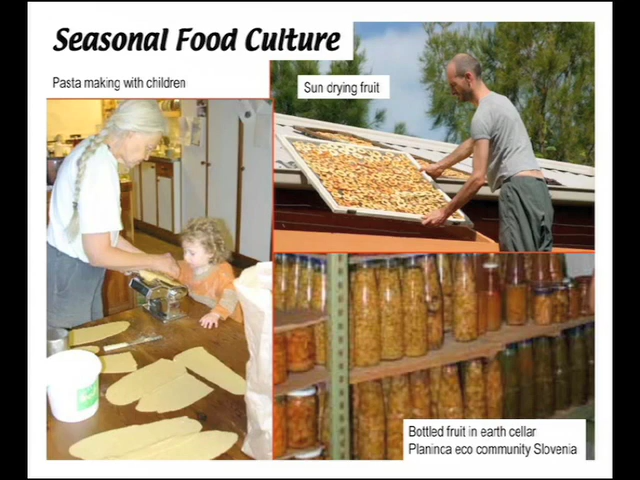 Seasonal Food Culture
Pasta making with children
Sun drying fruit
Bottled fruit in earth cellar
Planinca eco community Slovenia